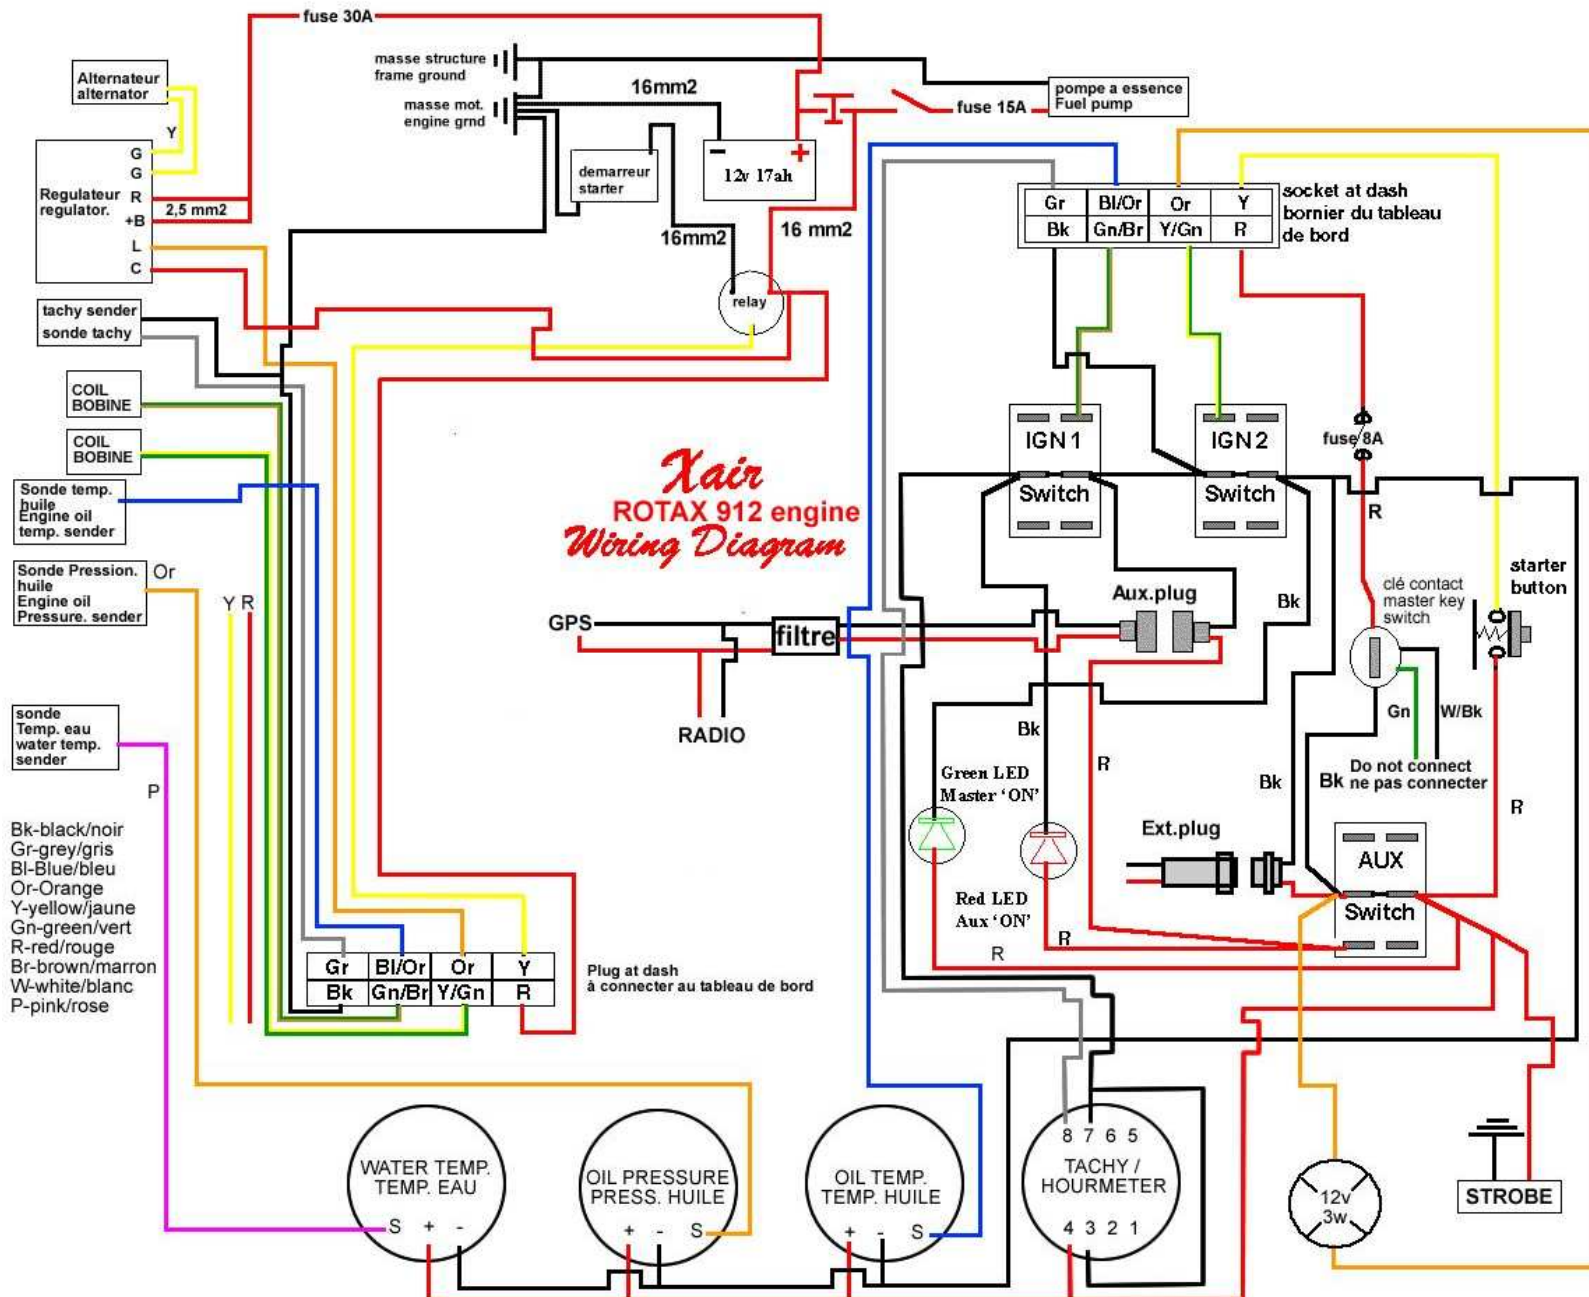 fuse 30A
masse structure
frame ground
masse mot.
engine grnd
16mm2
Alternateur
alternator
Y
pompe a essence
Fuel pump
fuse 15A
G
G
Regulateur
regulator.
R
+B
2,5 mm2
L
C
demarreur
starter
-
+
12v 17ah
16mm2
16 mm2
relay
Gr
Bl/Or
Or
Y
Bk
Gn/Br
Y/Gn
R
socket at dash
bornier du tableau
de bord
tachy sender
sonde tachy
COIL
BOBINE
COIL
BOBINE
Sonde temp.
huile
Engine oil
temp. sender
Sonde Pression.
huile
Engine oil
Pressure. sender
Or
Y R
sonde
Temp. eau
water temp.
sender
P
Xair
ROTAX 912 engine
Wiring Diagram
IGN 1
Switch
IGN 2
Switch
fuse 8A
R
starter
button
clé contact
master key
switch
Gn
W/Bk
Do not connect
ne pas connecter
Bk
Bk
Aux.plug
GPS
filtre
RADIO
Bk
R
Bk
R
Green LED
Master ‘ON’
Ext.plug
Red LED
Aux ‘ON’
R
R
AUX
Switch
Bk-black/noir
Gr-grey/gris
Bl-Blue/bleu
Or-Orange
Y-yellow/jaune
Gn-green/vert
R-red/rouge
Br-brown/marron
W-white/blanc
P-pink/rose
Gr
Bl/Or
Or
Y
Bk
Gn/Br
Y/Gn
R
Plug at dash
à connecter au tableau de bord
WATER TEMP.
TEMP. EAU
S + -
OIL PRESSURE
PRESS. HUILE
+ - S
OIL TEMP.
TEMP. HUILE
+ - S
8 7 6 5
TACHY /
HOURMETER
4 3 2 1
12v
3w
STROBE